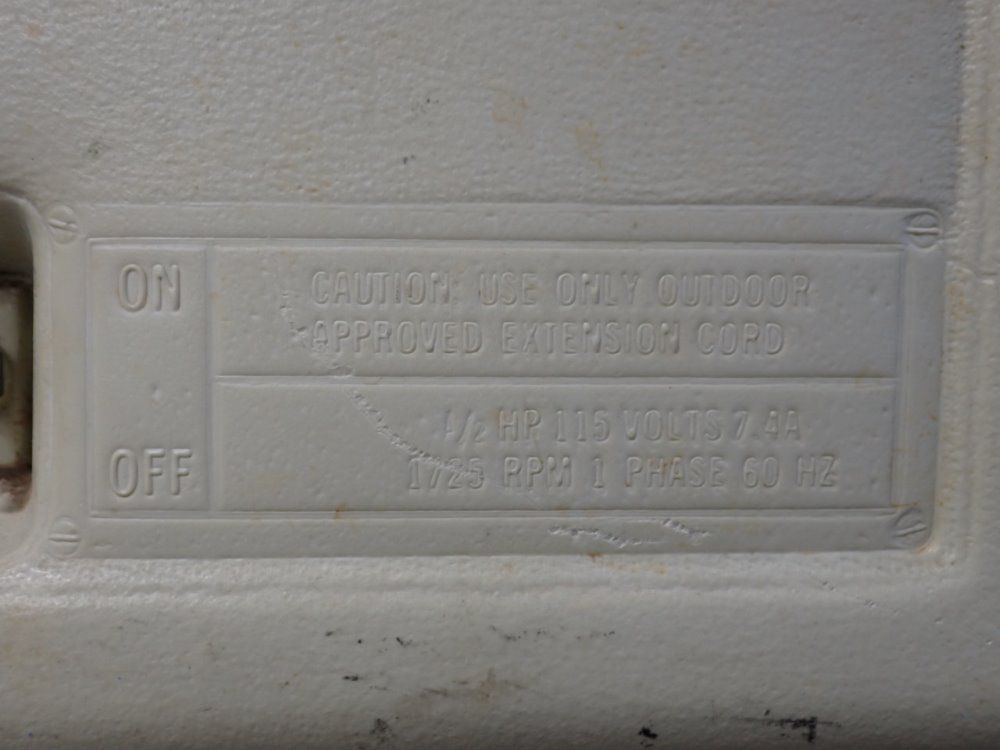 ON
CAUTION: USE ONLY OUTDOOR
APPROVED EXTENSION CORD
1/2 HP 115 VOLTS 7.4A
OFF
1725 RPM 1 PHASE 60 HZ